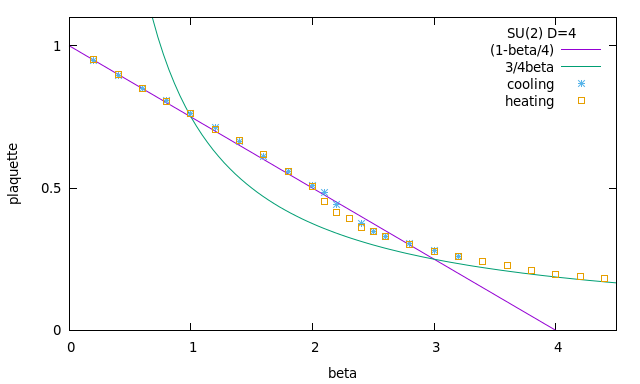 SU(2) D=4
(1-beta/4)
3/4beta
cooling
heating
1
0.5
0
plaquette
0 1 2 3 4
beta